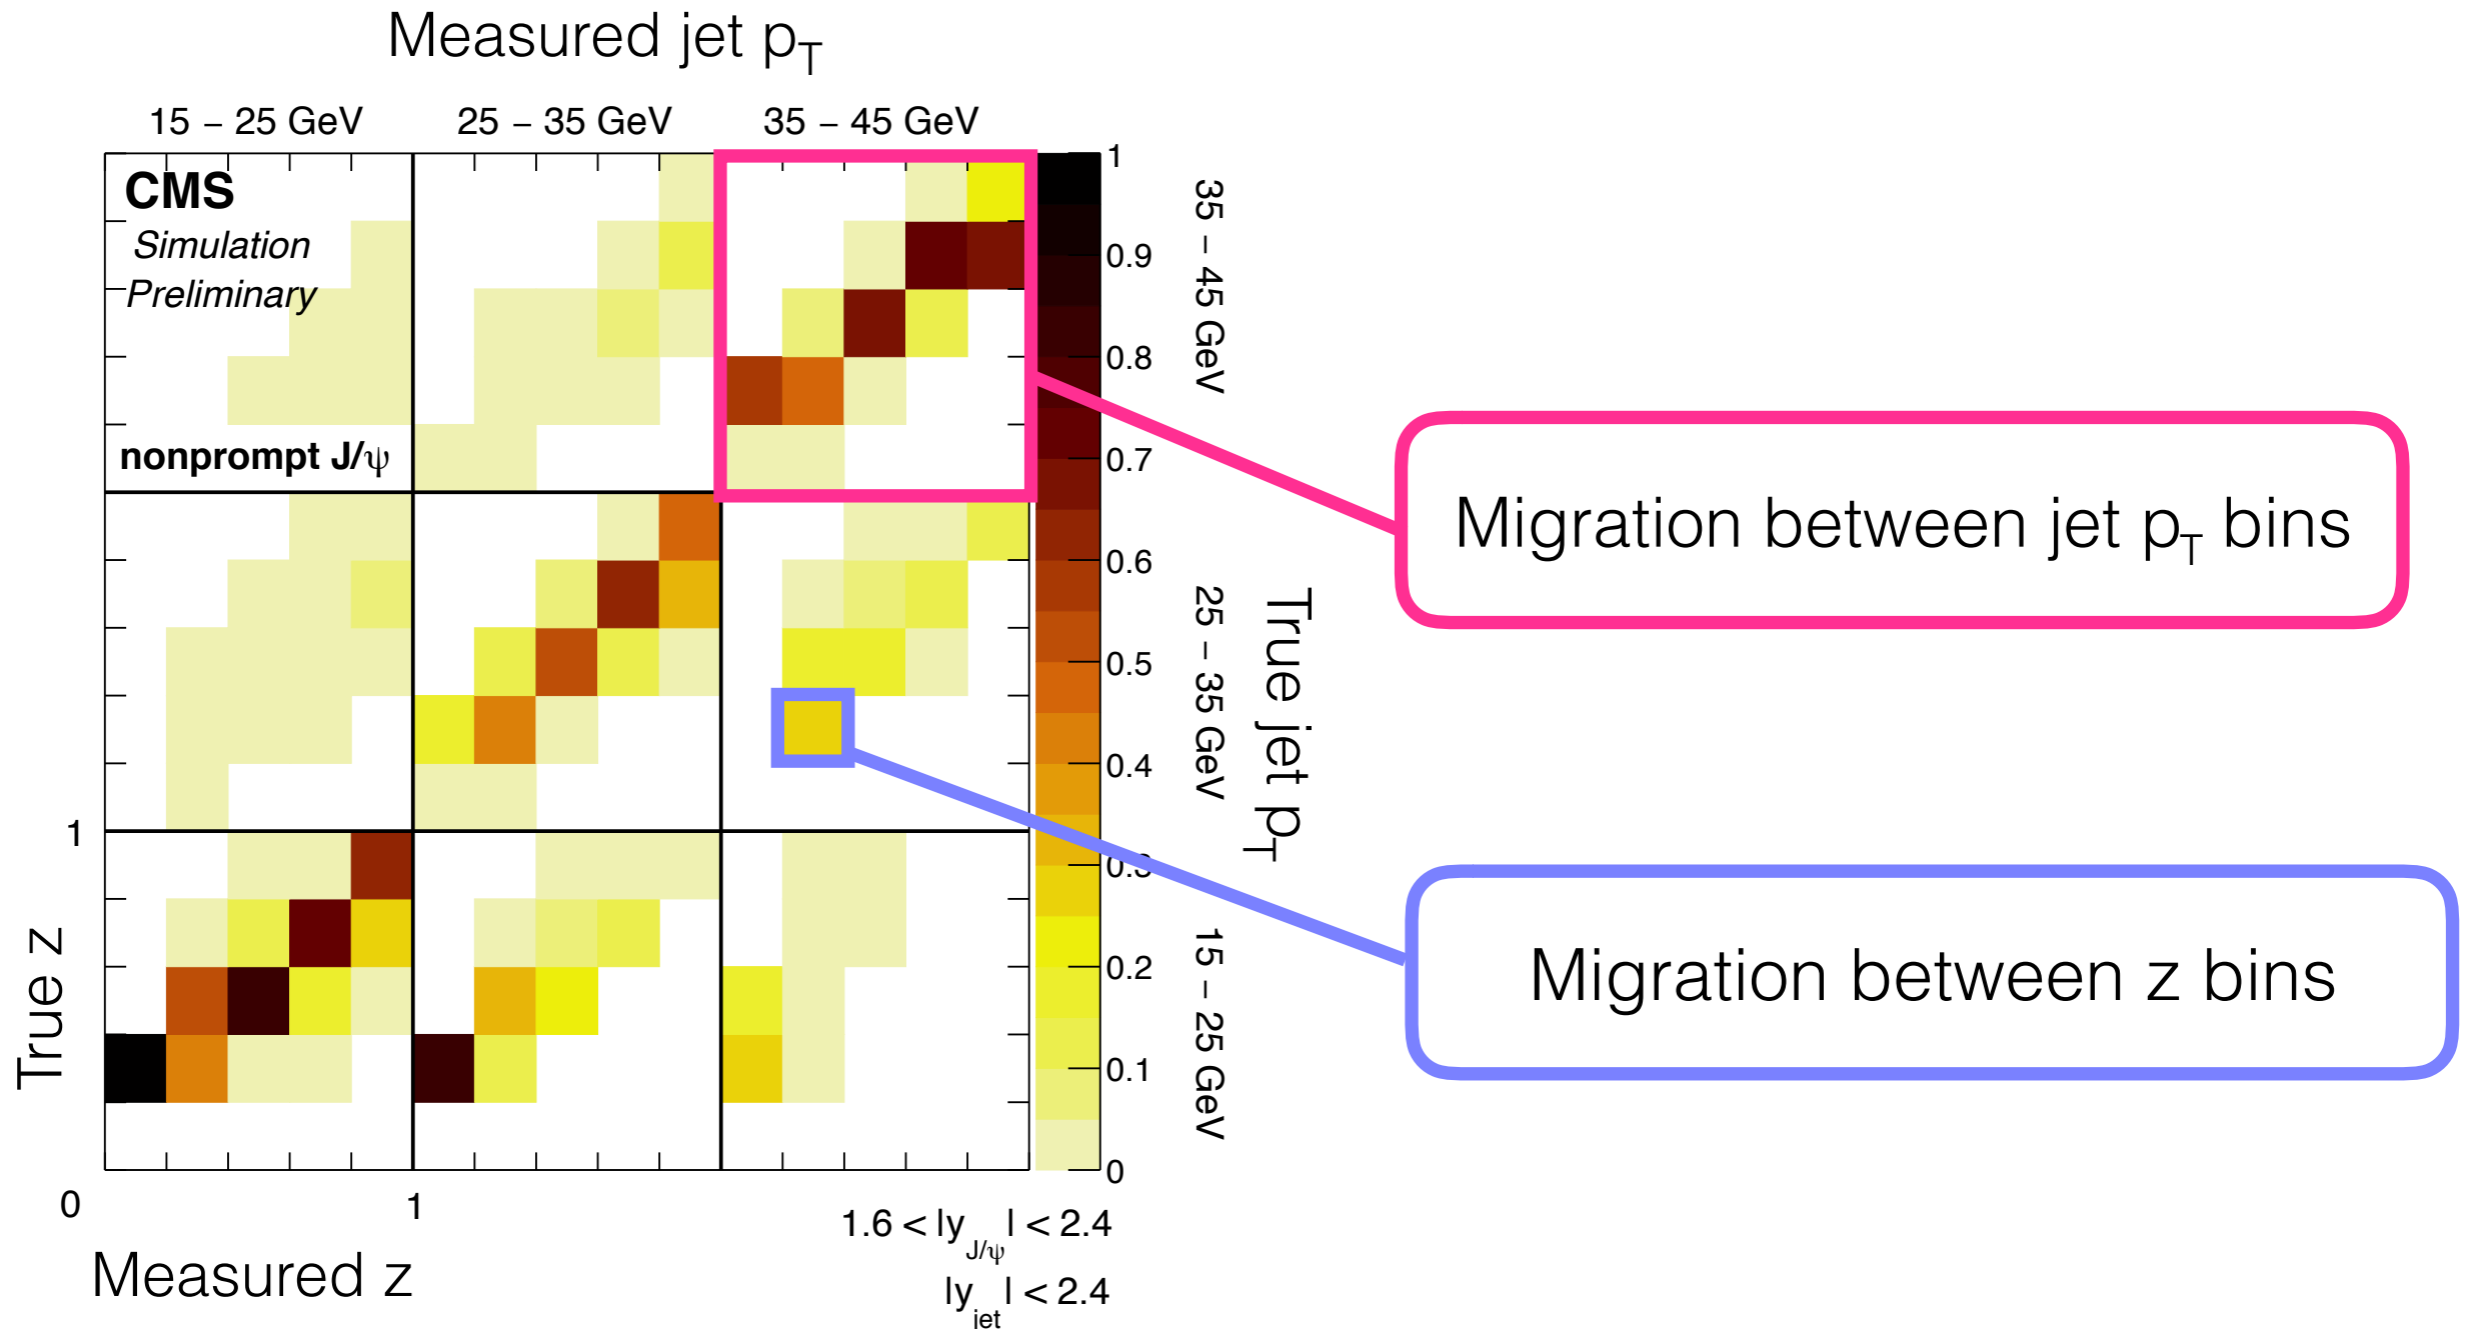 Measured jet pT
15 – 25 GeV 25 – 35 GeV 35 – 45 GeV
CMS
Simulation
Preliminary
nonprompt J/ψ
1
0.9
0.8
0.7
0.6
0.5
0.4
0.3
0.2
0.1
0
35 – 45 GeV
25 – 35 GeV
15 – 25 GeV
True jet pT
Migration between jet pT bins
Migration between z bins
1
True z
0 1
Measured z
1.6 < |yJ/ψ| < 2.4
|yjet| < 2.4